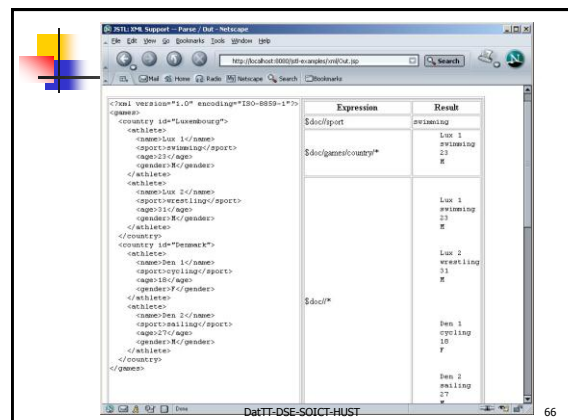 JSTL: XML Support -- Parse / Out - Netscape
File Edit View Go Bookmarks Tools Window Help
http://localhost:8080/jstl-examples/xml/Out.jsp
Search
Mail Home Radio Netscape Search Bookmarks
<?xml version="1.0" encoding="ISO-8859-1"?>
<games>
<country id="Luxembourg">
<athlete>
<name>Lux 1</name>
<sport>swimming</sport>
<age>23</age>
<gender>M</gender>
</athlete>
<athlete>
<name>Lux 2</name>
<sport>wrestling</sport>
<age>31</age>
<gender>M</gender>
</athlete>
</country>
<country id="Denmark">
<athlete>
<name>Den 1</name>
<sport>cycling</sport>
<age>18</age>
<gender>F</gender>
</athlete>
<athlete>
<name>Den 2</name>
<sport>sailing</sport>
<age>27</age>
<gender>M</gender>
</athlete>
</country>
</games>
Expression Result
$doc//sport swimming
$doc/games/country/*
Lux 1
swimming
23
M
$doc//*
Lux 1
swimming
23
M
Lux 2
wrestling
31
M
Den 1
cycling
18
F
Den 2
sailing
27
M
Done
DatTT-DSE-SOICT-HUST
66